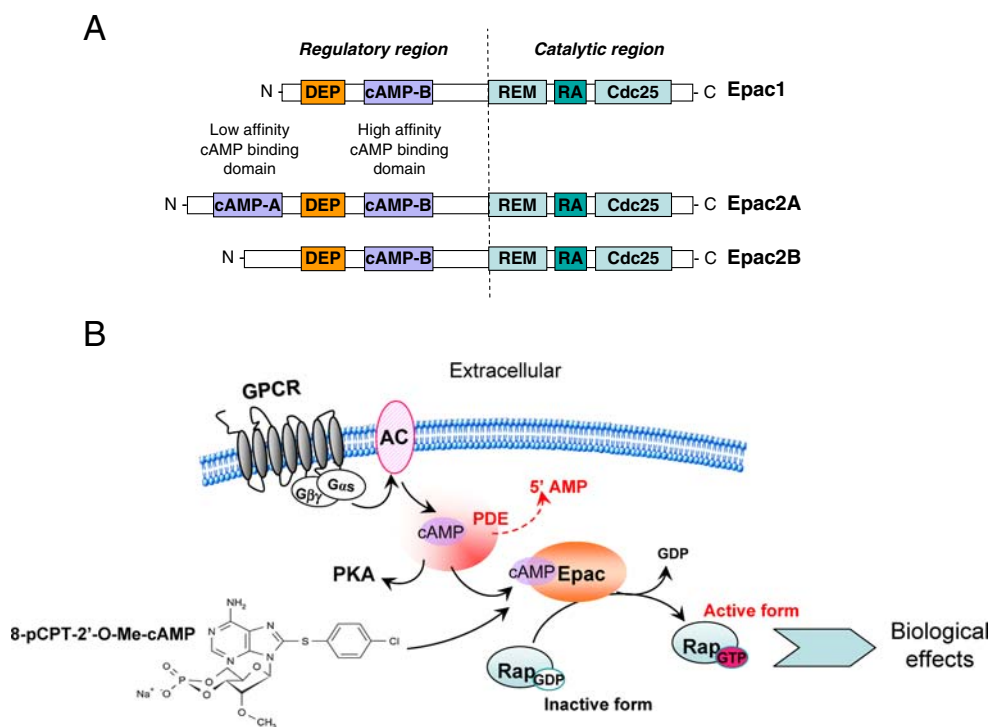 A
Regulatory region Catalytic region
N DEP cAMP-B REM RA Cdc25 C Epac1
Low affinity
cAMP binding
domain
High affinity
cAMP binding
domain
N cAMP-A DEP cAMP-B REM RA Cdc25 C Epac2A
N DEP cAMP-B REM RA Cdc25 C Epac2B
B
Extracellular
GPCR
AC
Gβγ Gαs
cAMP PDE 5' AMP
PKA
cAMP Epac
GDP
8-pCPT-2'-O-Me-cAMP
NH₂
N N N N
S Cl
O P O O O
Na⁺ -O
O
CH₃
Rap GDP
Inactive form
Active form
Rap GTP
Biological
effects